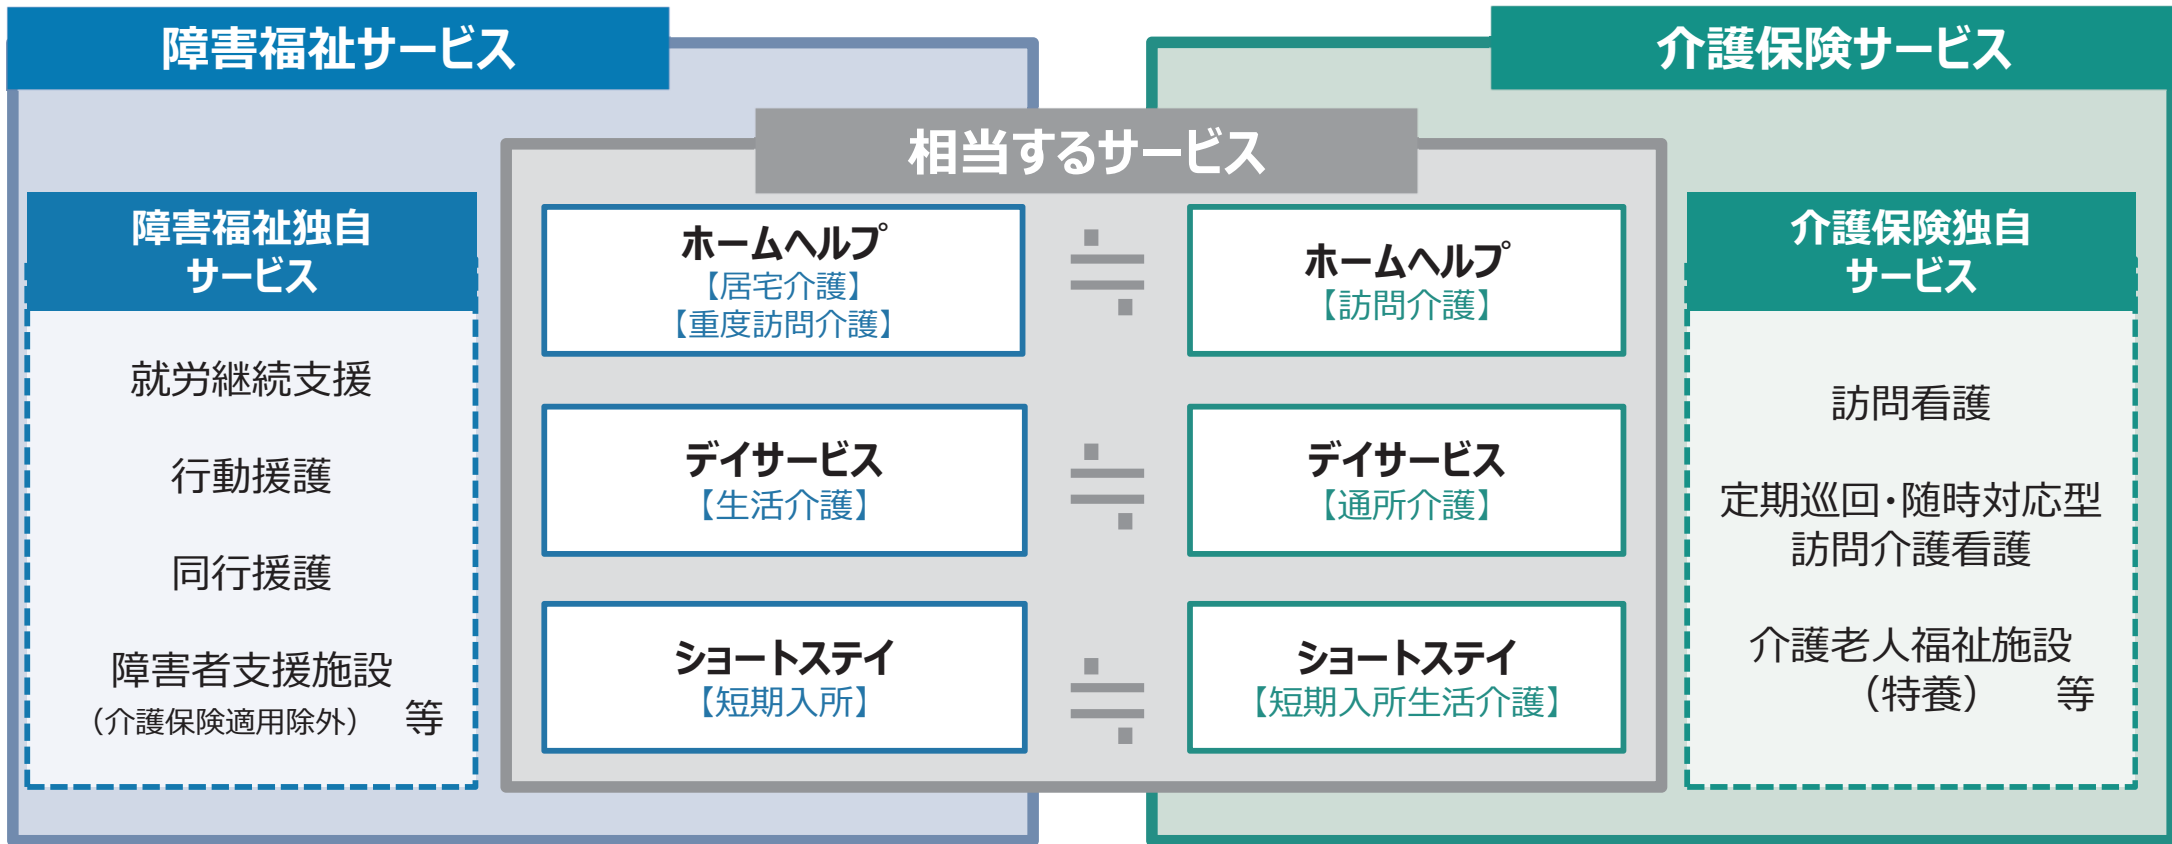 障害福祉サービス
介護保険サービス
相当するサービス
障害福祉独自
サービス
就労継続支援
行動援護
同行援護
障害者支援施設
（介護保険適用除外） 等
ホームヘルプ
【居宅介護】
【重度訪問介護】
≒
ホームヘルプ
【訪問介護】
デイサービス
【生活介護】
≒
デイサービス
【通所介護】
ショートステイ
【短期入所】
≒
ショートステイ
【短期入所生活介護】
介護保険独自
サービス
訪問看護
定期巡回・随時対応型
訪問介護看護
介護老人福祉施設
（特養） 等